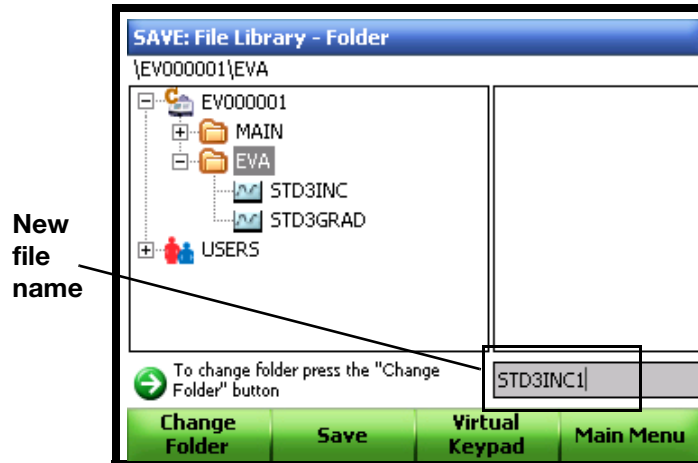 SAVE: File Library - Folder
\EV000001\EVA
EV000001
MAIN
EVA
STD3INC
STD3GRAD
USERS
New
file
name
To change folder press the "Change
Folder" button
STD3INC1
Change
Folder
Save
Virtual
Keypad
Main Menu